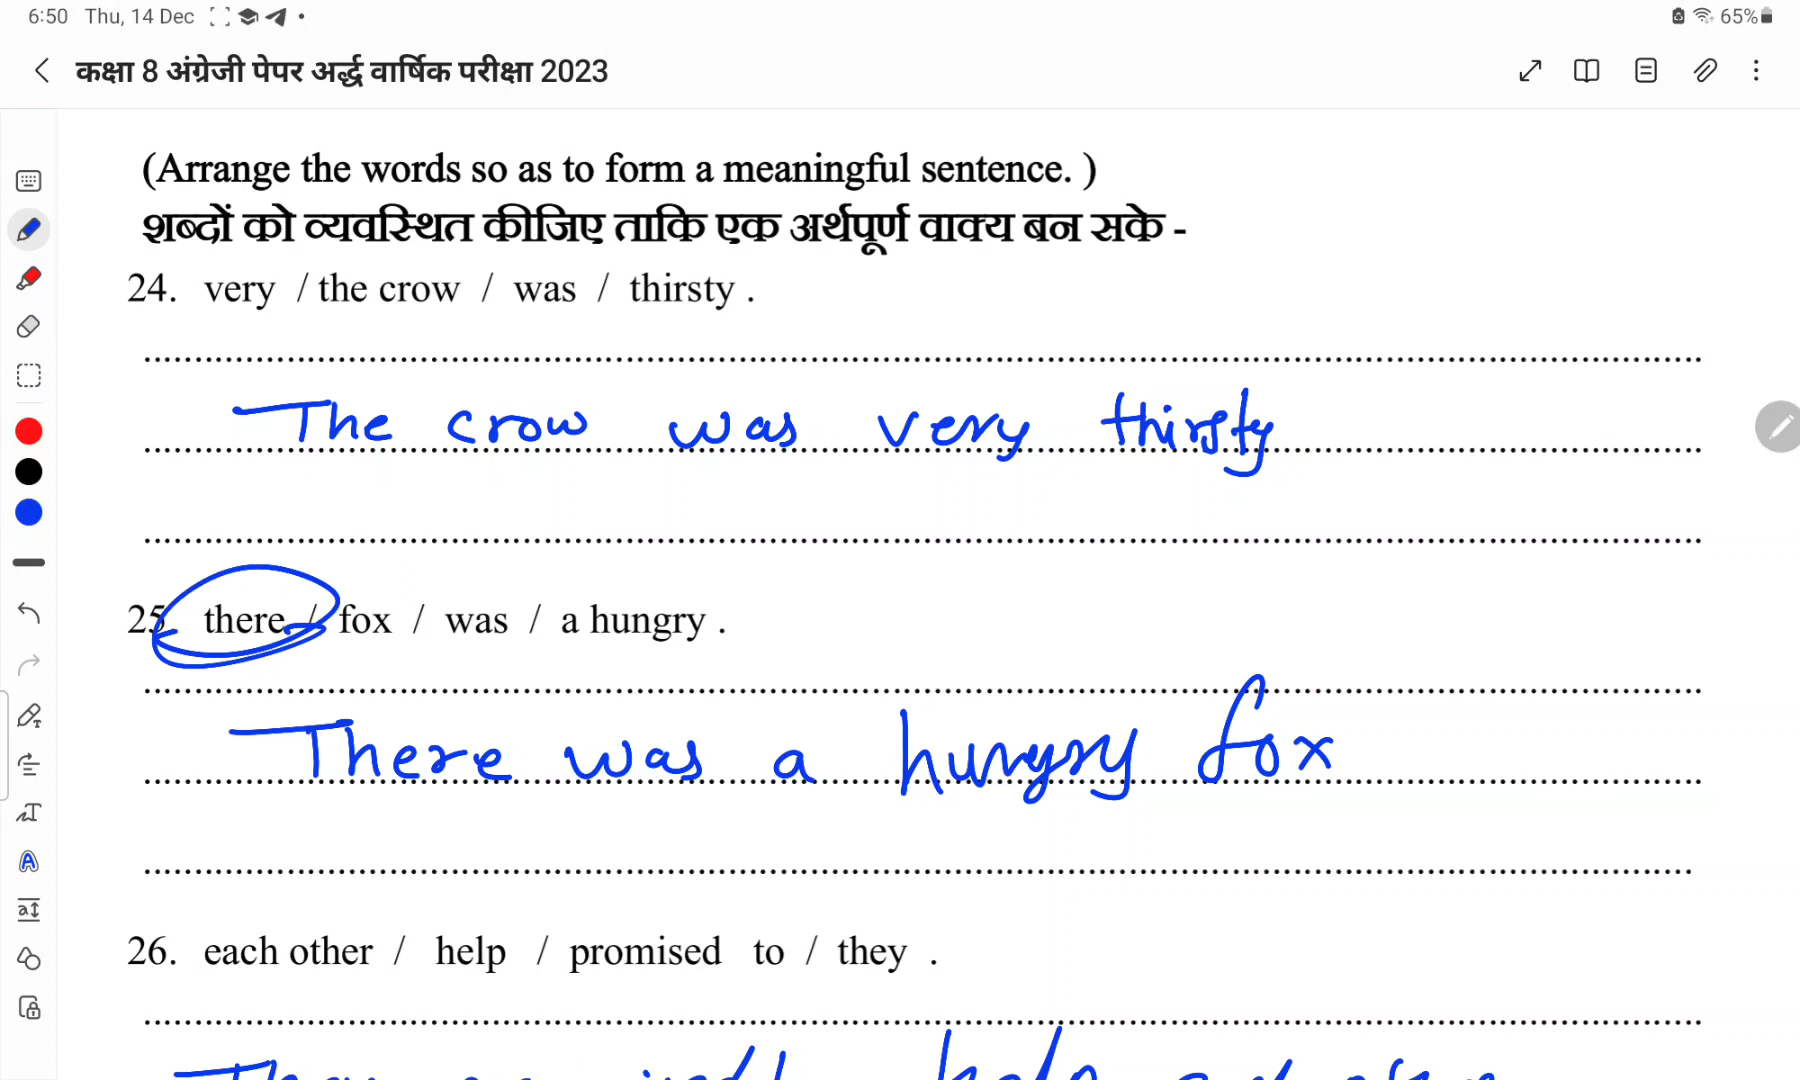 6:50 Thu, 14 Dec 65%
कक्षा 8 अंग्रेजी पेपर अर्द्ध वार्षिक परीक्षा 2023
(Arrange the words so as to form a meaningful sentence. )
शब्दों को व्यवस्थित कीजिए ताकि एक अर्थपूर्ण वाक्य बन सके -
24. very / the crow / was / thirsty .
The crow was very thirsty
25. there / fox / was / a hungry .
There was a hungry fox
26. each other / help / promised to / they .